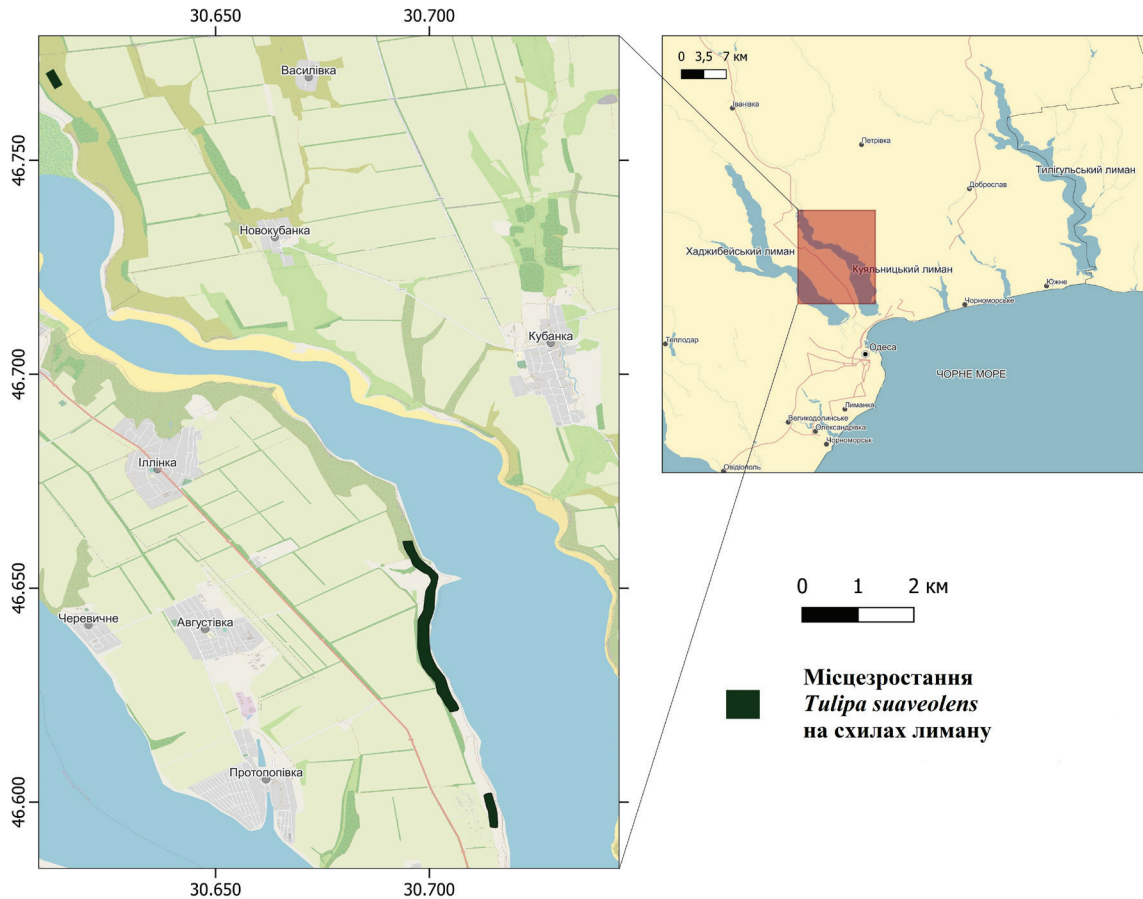 30.650
30.700
46.750
46.700
46.650
46.600
Василівка
Новокубанка
Кубанка
Іллінка
Черевичне
Августівка
Протопопівка
30.650
30.700
0 3,5 7 км
Іванівка
Петрівка
Доброслав
Тилігульський лиман
Хаджибейський лиман
Куяльницький лиман
Южне
Чорноморське
Теплодар
Одеса
ЧОРНЕ МОРЕ
Лиманка
Великодолинське
Олександрівка
Чорноморськ
Овідіополь
0 1 2 км
Місцезростання
Tulipa suaveolens
на схилах лиману